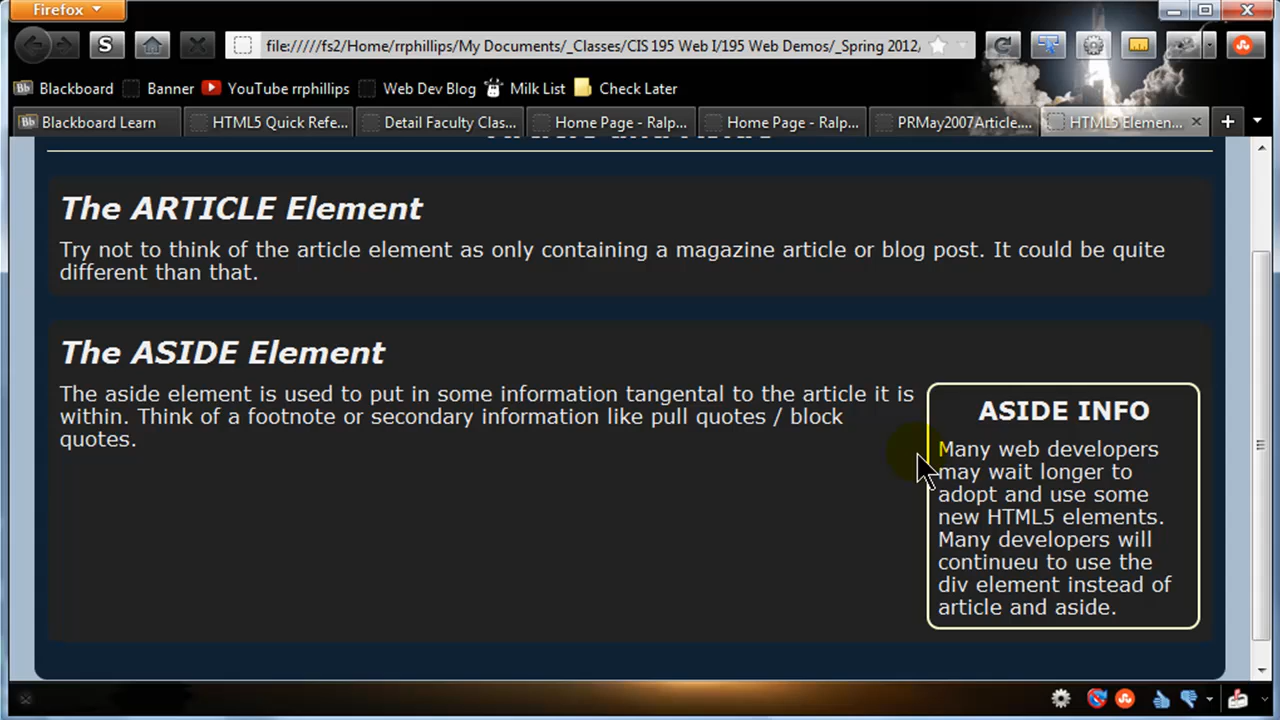 Firefox
S
file://///fs2/Home/rrphillips/My Documents/_Classes/CIS 195 Web I/195 Web Demos/_Spring 2012/
Bb Blackboard Banner YouTube rrphillips Web Dev Blog Milk List Check Later
Bb Blackboard Learn HTML5 Quick Refe... Detail Faculty Clas... Home Page - Ralp... Home Page - Ralp... PRMay2007Article.... HTML5 Elemen...
The ARTICLE Element
Try not to think of the article element as only containing a magazine article or blog post. It could be quite
different than that.
The ASIDE Element
The aside element is used to put in some information tangental to the article it is
within. Think of a footnote or secondary information like pull quotes / block
quotes.
ASIDE INFO
Many web developers
may wait longer to
adopt and use some
new HTML5 elements.
Many developers will
continueu to use the
div element instead of
article and aside.